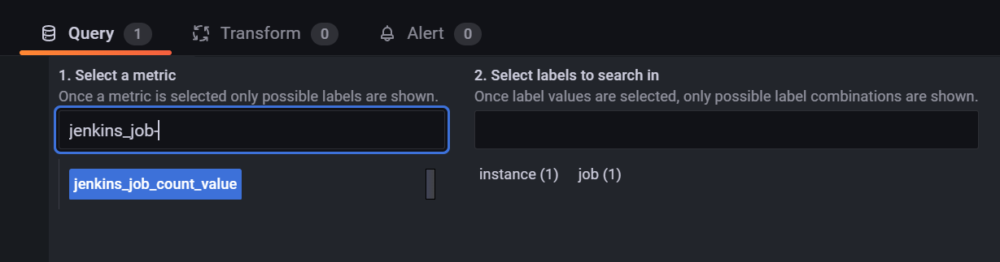 Query 1 Transform 0 Alert 0
1. Select a metric
Once a metric is selected only possible labels are shown.
jenkins_job-
jenkins_job_count_value
2. Select labels to search in
Once label values are selected, only possible label combinations are shown.
instance (1) job (1)